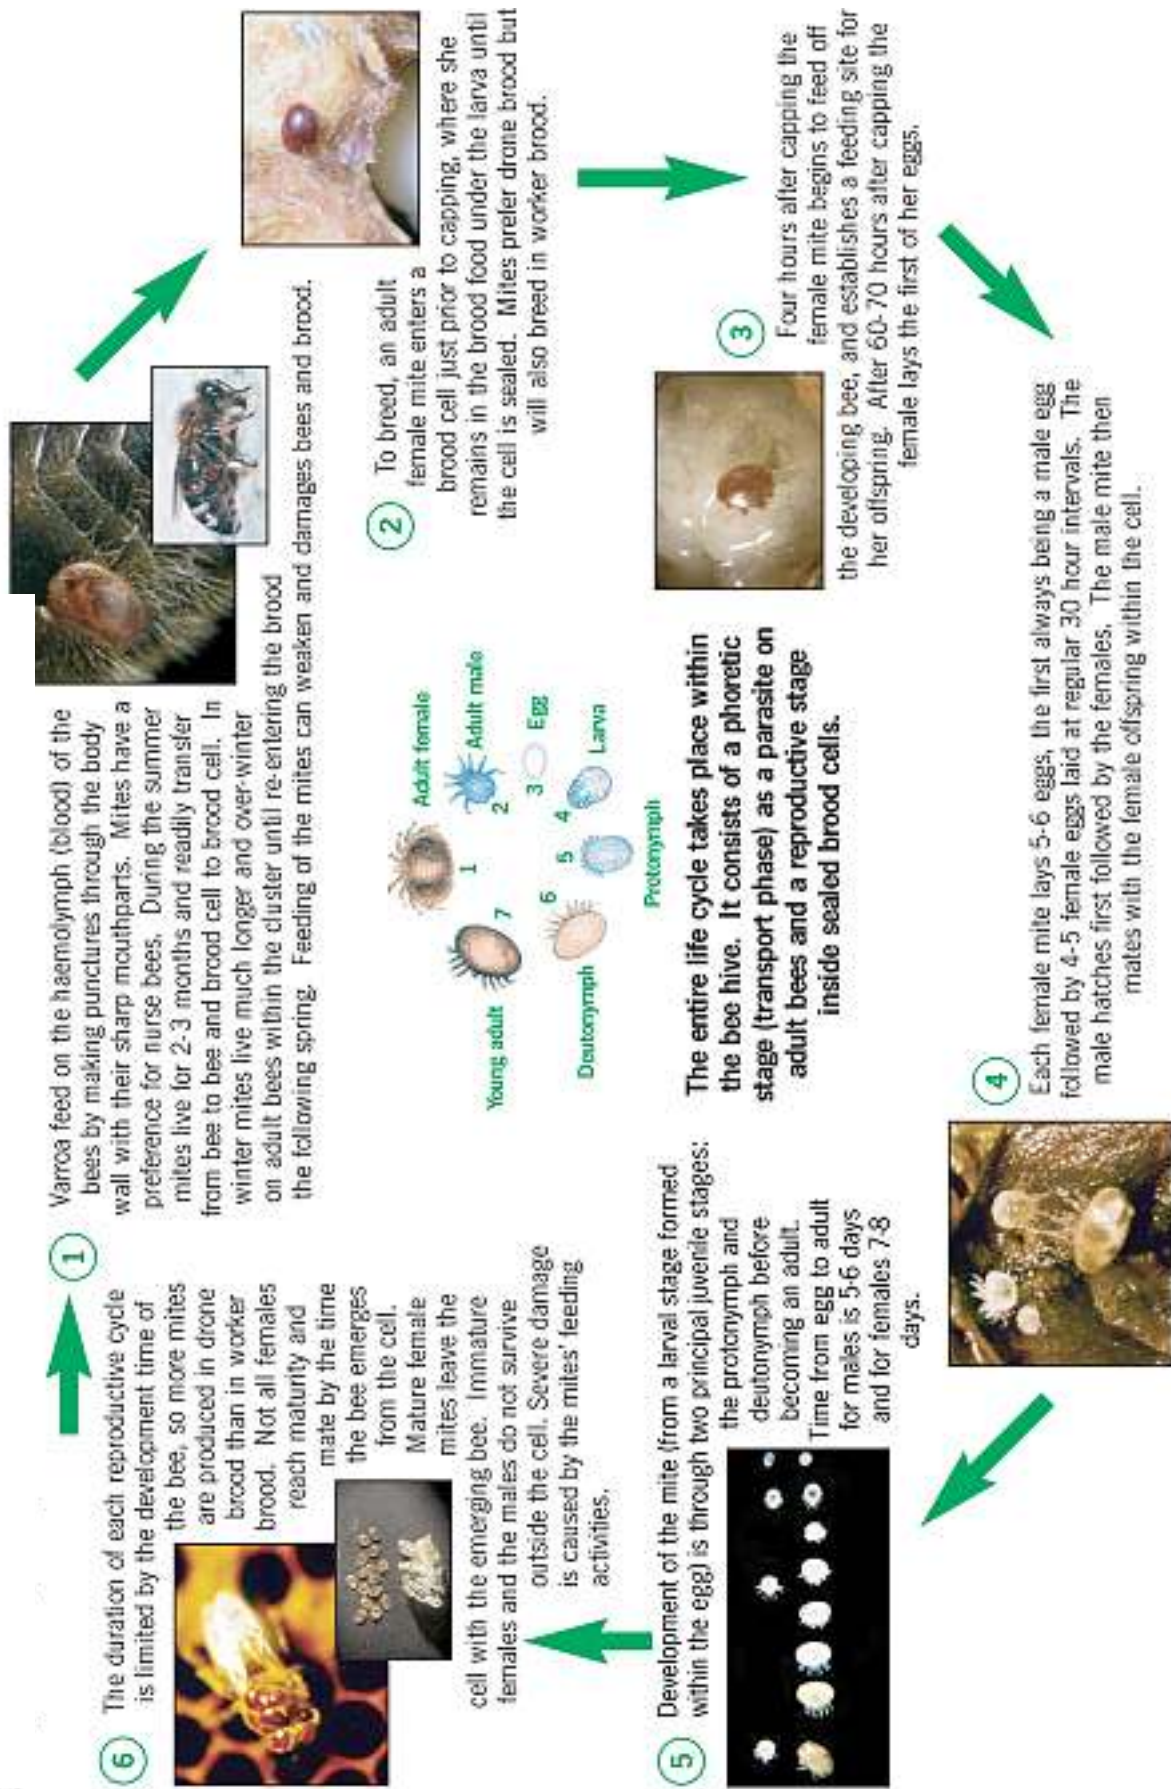 1
Varroa feed on the haemolymph (blood) of the
bees by making punctures through the body
wall with their sharp mouthparts. Mites have a
preference for nurse bees. During the summer
mites live for 2-3 months and readily transfer
from bee to bee and brood cell to brood cell. In
winter mites live much longer and over-winter
on adult bees within the cluster until re-entering the brood
the following spring. Feeding of the mites can weaken and damages bees and brood.
2
To breed, an adult
female mite enters a
brood cell just prior to capping, where she
remains in the brood food under the larva until
the cell is sealed. Mites prefer drone brood but
will also breed in worker brood.
3
Four hours after capping the
female mite begins to feed off
the developing bee, and establishes a feeding site for
her offspring. After 60-70 hours after capping the
female lays the first of her eggs.
4
Each female mite lays 5-6 eggs, the first always being a male egg
followed by 4-5 female eggs laid at regular 30 hour intervals. The
male hatches first followed by the females. The male mite then
mates with the female offspring within the cell.
5
Development of the mite (from a larval stage formed
within the egg) is through two principal juvenile stages:
the protonymph and
deutonymph before
becoming an adult.
Time from egg to adult
for males is 5-6 days
and for females 7-8
days.
6
The duration of each reproductive cycle
is limited by the development time of
the bee, so more mites
are produced in drone
brood than in worker
brood. Not all females
reach maturity and
mate by the time
the bee emerges
from the cell.
Mature female
mites leave the
cell with the emerging bee. Immature
females and the males do not survive
outside the cell. Severe damage
is caused by the mites' feeding
activities.
Adult female
1
Adult male
2
Egg
3
Larva
4
Protonymph
5
Deutonymph
6
Young adult
7
The entire life cycle takes place within
the bee hive. It consists of a phoretic
stage (transport phase) as a parasite on
adult bees and a reproductive stage
inside sealed brood cells.